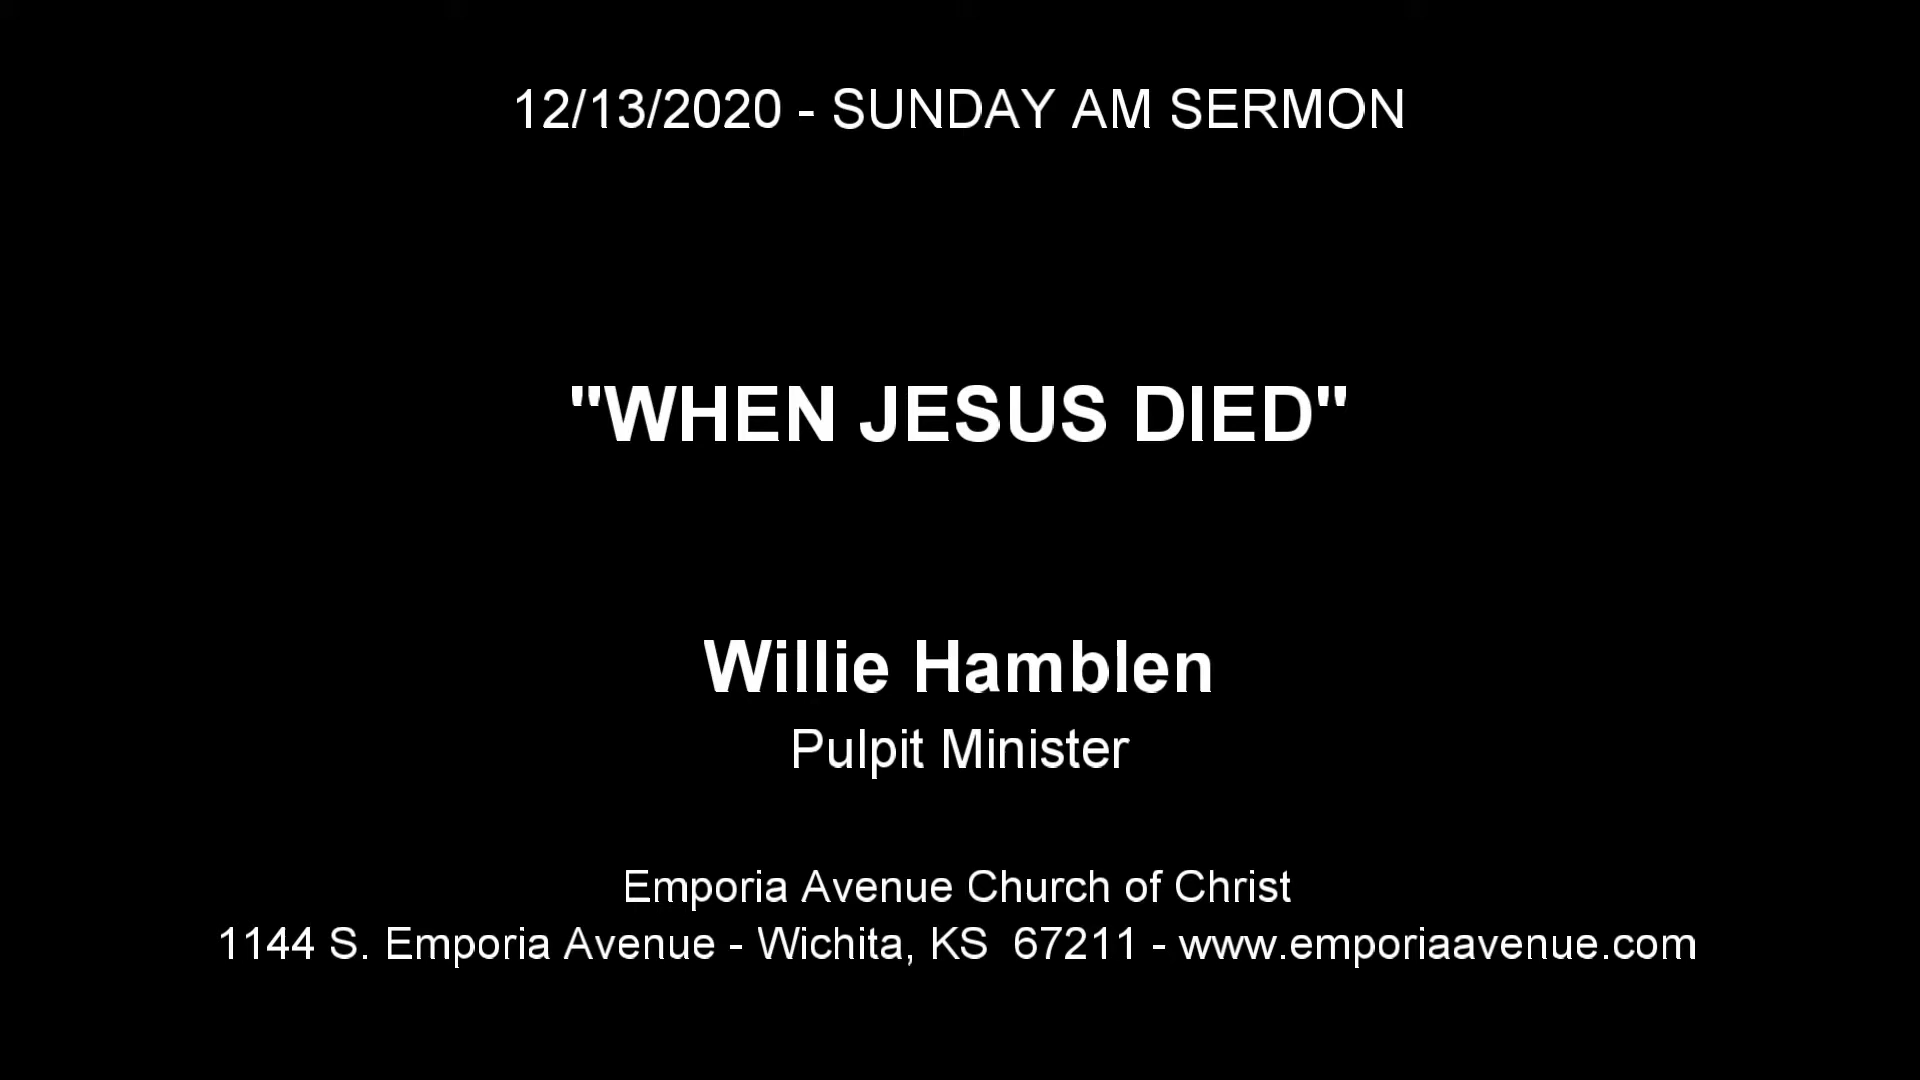 12/13/2020 - SUNDAY AM SERMON
"WHEN JESUS DIED"
Willie Hamblen
Pulpit Minister
Emporia Avenue Church of Christ
1144 S. Emporia Avenue - Wichita, KS  67211 - www.emporiaavenue.com